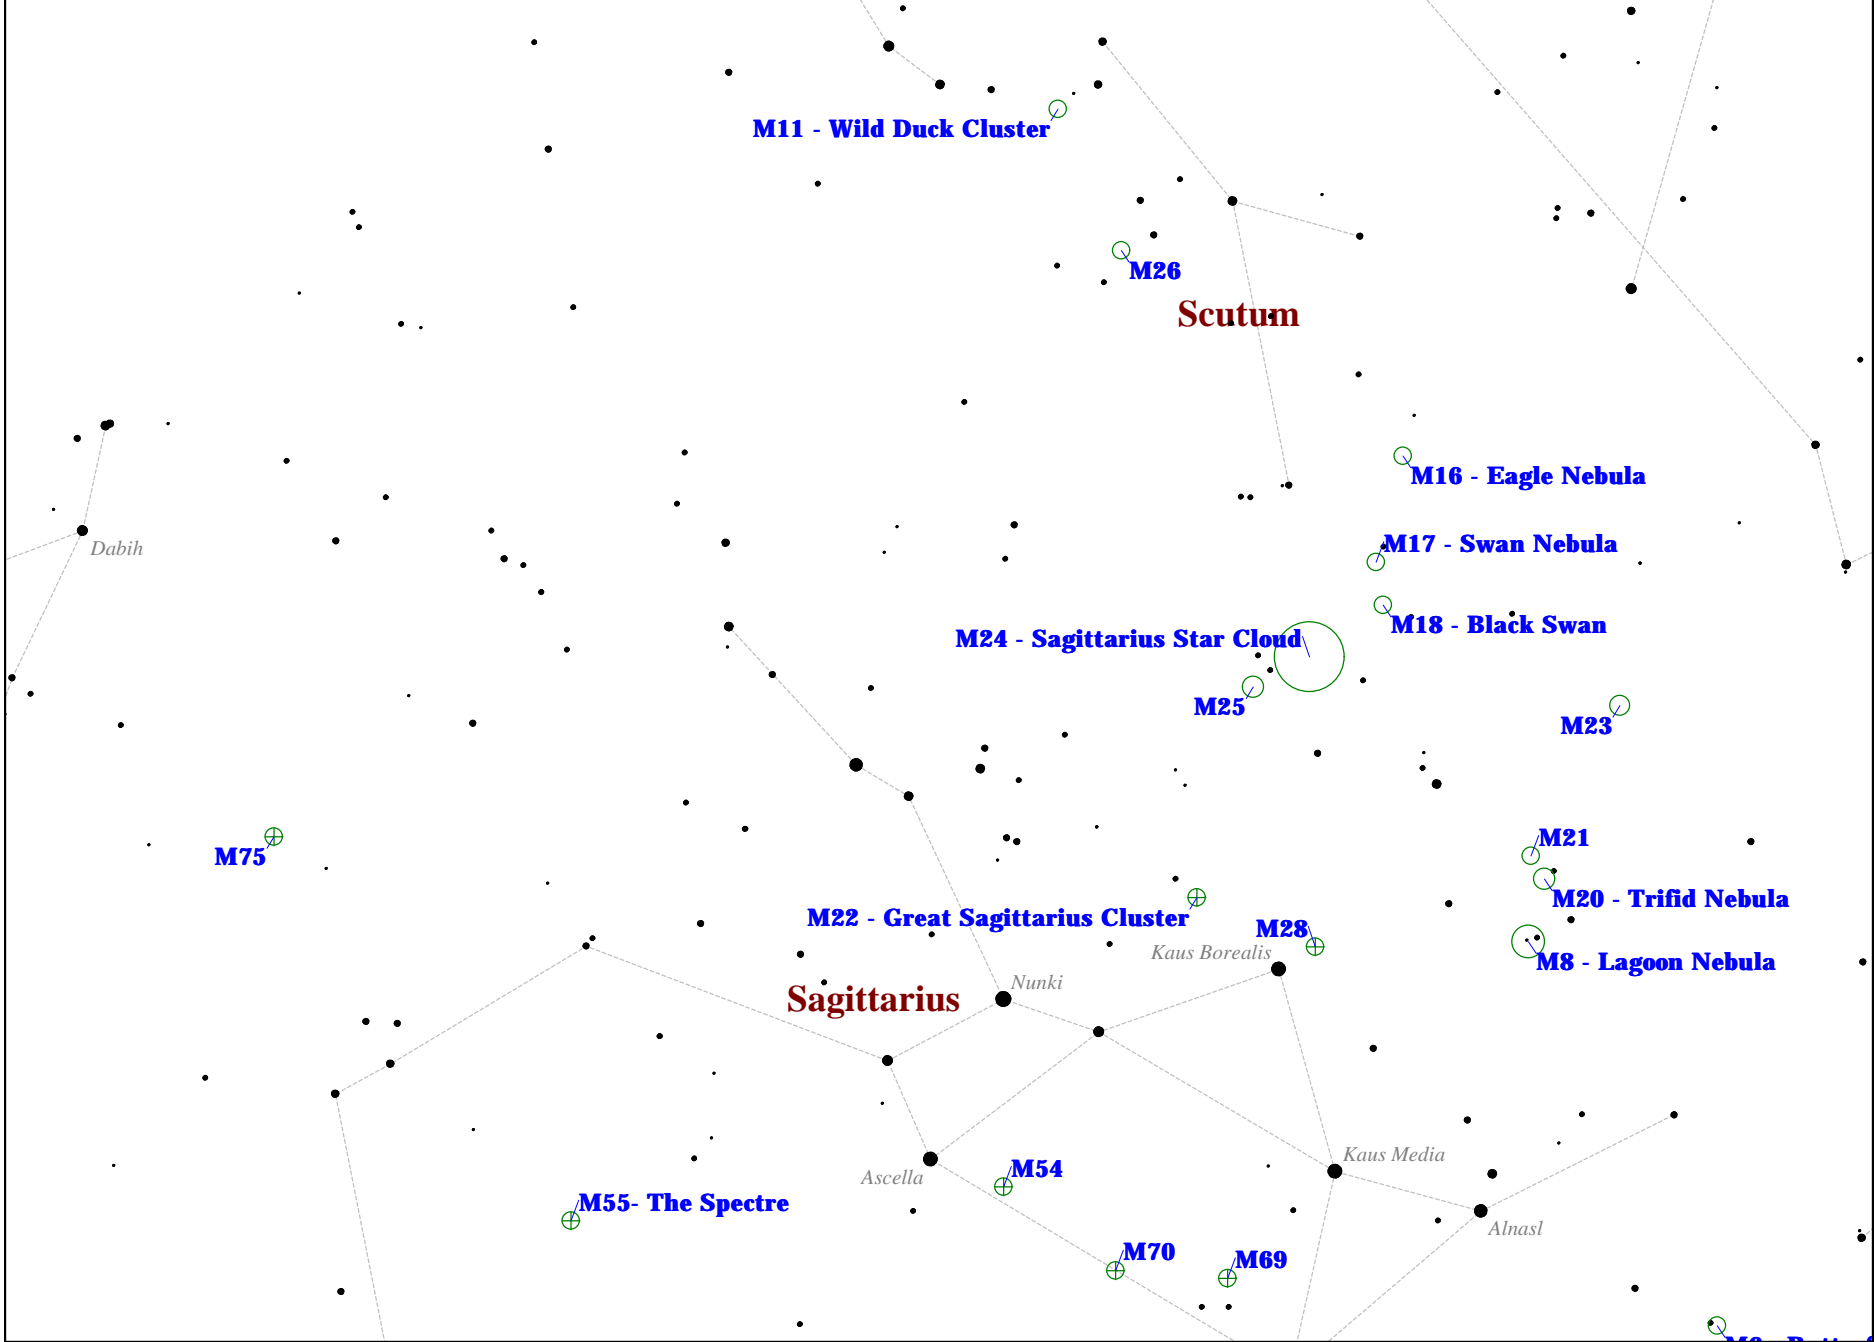 M11 - Wild Duck Cluster
M26
Scutum
M16 - Eagle Nebula
Dabih
M17 - Swan Nebula
M18 - Black Swan
M24 - Sagittarius Star Cloud
M25
M23
M21
M75
M20 - Trifid Nebula
M22 - Great Sagittarius Cluster
M28
Kaus Borealis
M8 - Lagoon Nebula
Nunki
Sagittarius
Kaus Media
M54
Ascella
M55- The Spectre
Alnasl
M70
M69